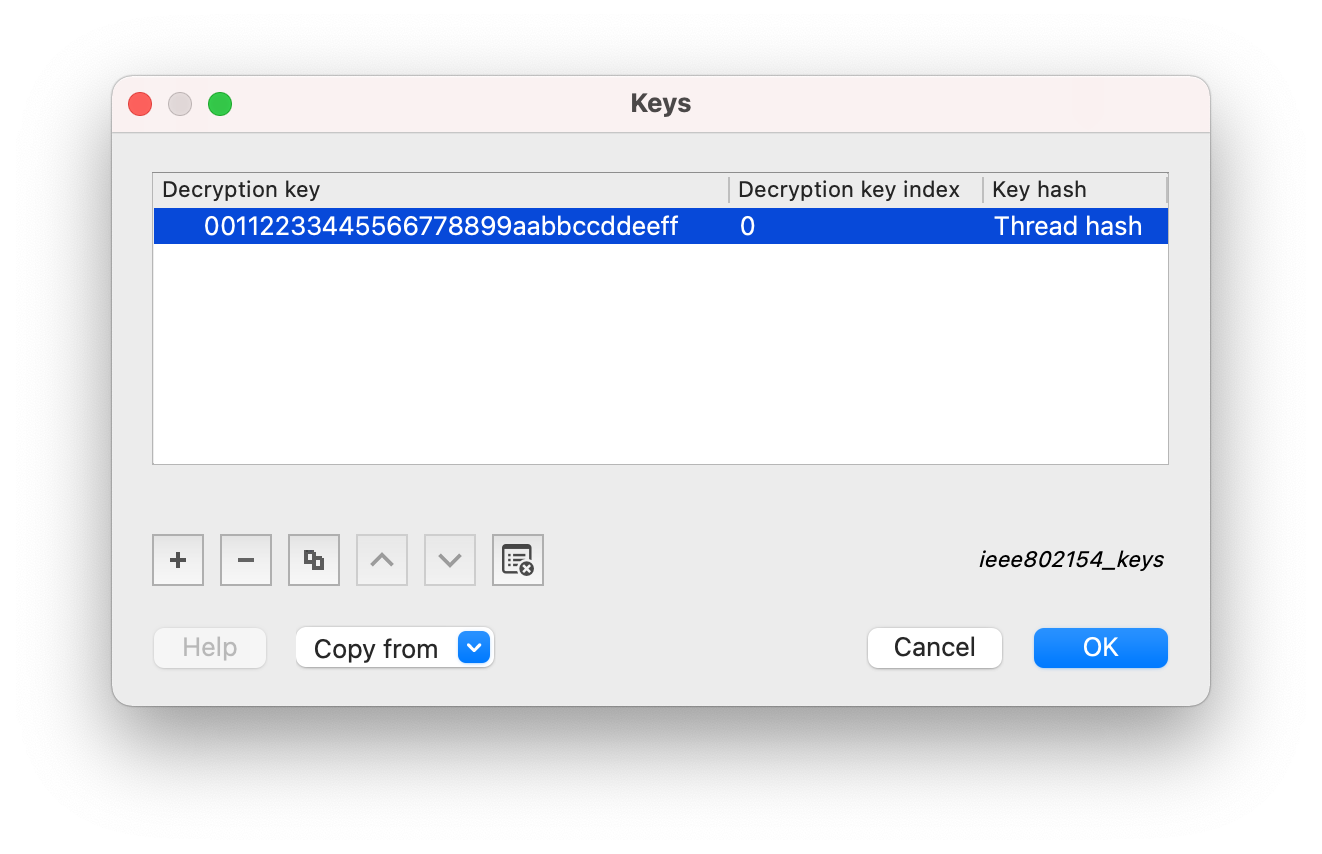 Keys
Decryption key Decryption key index Key hash
00112233445566778899aabbccddeeff 0 Thread hash
ieee802154_keys
Help Copy from Cancel OK